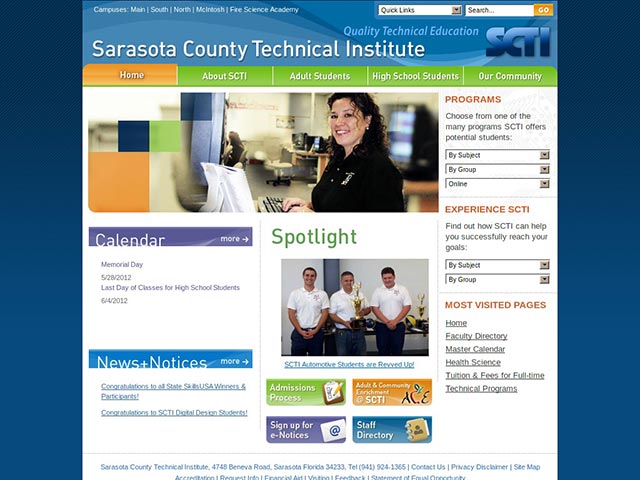 Campuses: Main | South | North | McIntosh | Fire Science Academy
Quick Links
Search...
GO
Quality Technical Education
SCTI
Sarasota County Technical Institute
Home
About SCTI
Adult Students
High School Students
Our Community
PROGRAMS
Choose from one of the
many programs SCTI offers
potential students:
By Subject
By Group
Online
EXPERIENCE SCTI
Find out how SCTI can help
you successfully reach your
goals:
By Subject
By Group
MOST VISITED PAGES
Home
Faculty Directory
Master Calendar
Health Science
Tuition & Fees for Full-time
Technical Programs
Calendar
more
Memorial Day
5/28/2012
Last Day of Classes for High School Students
6/4/2012
News+Notices
more
Congratulations to all State SkillsUSA Winners &
Participants!
Congratulations to SCTI Digital Design Students!
Spotlight
SCTI Automotive Students are Revved Up!
Admissions
Process
Adult & Community
Enrichment
@ SCTI
ACE
Sign up for
e-Notices
Staff
Directory
Sarasota County Technical Institute, 4748 Beneva Road, Sarasota Florida 34233, Tel (941) 924-1365 | Contact Us | Privacy Disclaimer | Site Map
Accreditation | Request Info | Financial Aid | Visiting | Feedback | Statement of Equal Opportunity